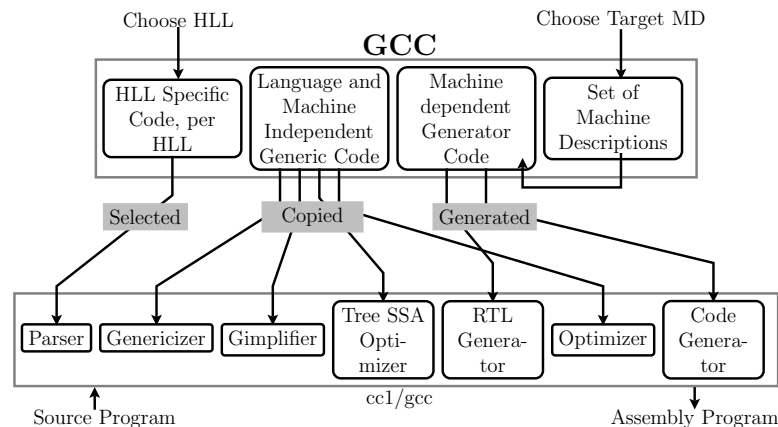 Choose HLL
Choose Target MD
GCC
HLL Specific
Code, per
HLL
Language and
Machine
Independent
Generic Code
Machine
dependent
Generator
Code
Set of
Machine
Descriptions
Selected
Copied
Generated
Parser
Genericizer
Gimplifier
Tree SSA
Opti-
mizer
RTL
Genera-
tor
Optimizer
Code
Genera-
tor
cc1/gcc
Source Program
Assembly Program